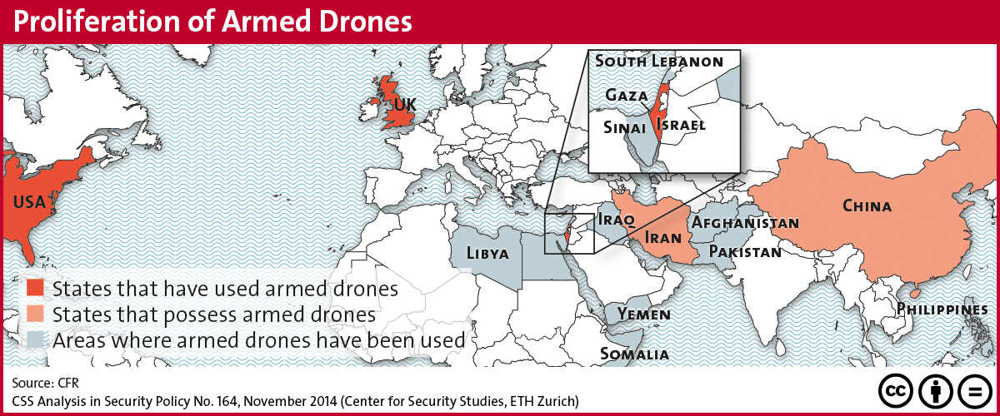 Proliferation of Armed Drones
SOUTH LEBANON
GAZA
SINAI
ISRAEL
UK
USA
CHINA
IRAQ
AFGHANISTAN
IRAN
LIBYA
PAKISTAN
PHILIPPINES
YEMEN
SOMALIA
States that have used armed drones
States that possess armed drones
Areas where armed drones have been used
Source: CFR
CSS Analysis in Security Policy No. 164, November 2014 (Center for Security Studies, ETH Zurich)
cc
=